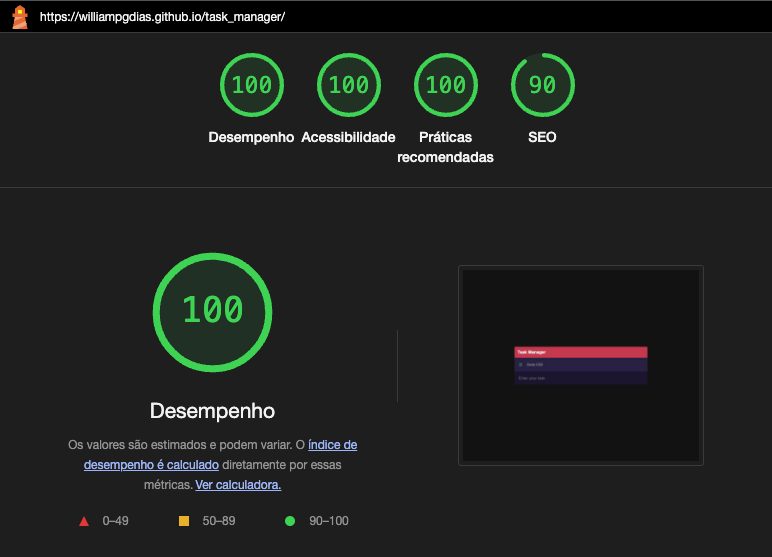 https://williampgdias.github.io/task_manager/
100 100 100 90
Desempenho Acessibilidade Práticas recomendadas SEO
100
Task Manager
Desempenho
Os valores são estimados e podem variar. O índice de
desempenho é calculado diretamente por essas
métricas. Ver calculadora.
0–49 50–89 90–100